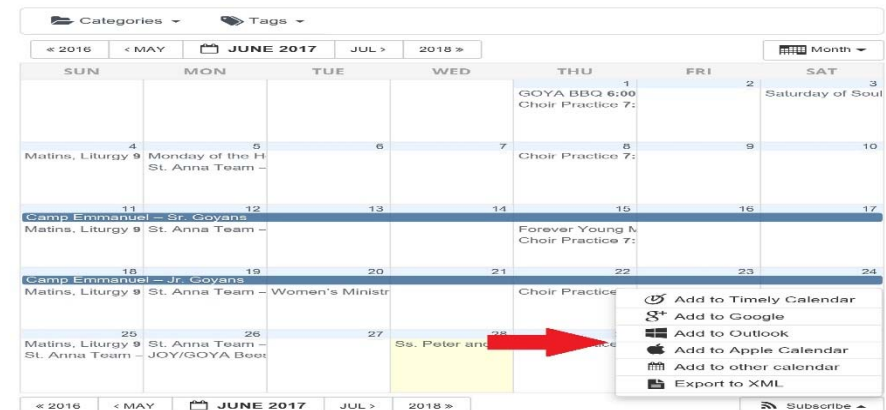 Categories Tags
« 2016 < MAY JUNE 2017 JUL > 2018 » Month
SUN MON TUE WED THU FRI SAT
1 2 3
GOYA BBQ 6:00 Saturday of Soul
Choir Practice 7:
4 5 6 7 8 9 10
Matins, Liturgy 9 Monday of the H Choir Practice 7:
St. Anna Team –
11 12 13 14 15 16 17
Camp Emmanuel – Sr. Goyans
Matins, Liturgy 9 St. Anna Team – Forever Young M
Choir Practice 7:
18 19 20 21 22 23 24
Camp Emmanuel – Jr. Goyans
Matins, Liturgy 9 St. Anna Team – Women's Ministr Choir Practice
Add to Timely Calendar
Add to Google
25 26 27 28
Matins, Liturgy 9 St. Anna Team – Ss. Peter and
St. Anna Team – JOY/GOYA Bees
Add to Outlook
Add to Apple Calendar
Add to other calendar
Export to XML
« 2016 < MAY JUNE 2017 JUL > 2018 » Subscribe